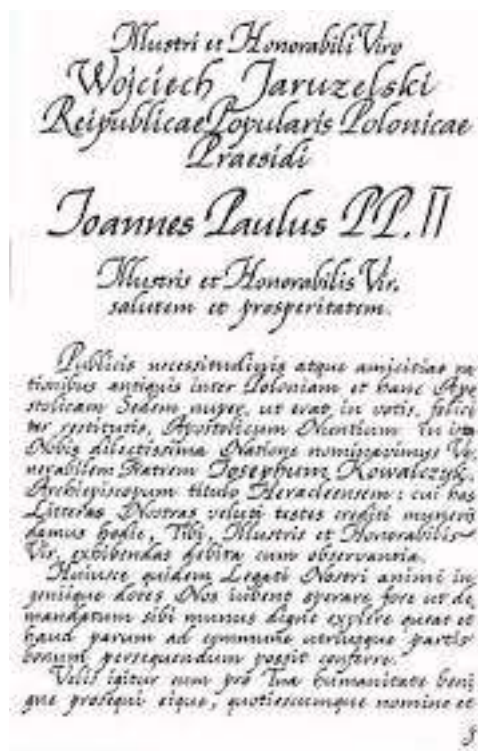 Illustri et Honorabili Viro
Wojciech Jaruzelski
Reipublicae Popularis Polonicae
Praesidi
Ioannes Paulus PP. II
Illustris et Honorabilis Vir,
salutem et prosperitatem.
Publicis necessitudinis atque amicitiae ra
tionibus antiquis inter Poloniam et hanc Apo
stolicam Sedem nuper, ut erat in votis, felici
ter restitutis, Apostolicum Nuntium in ista
Nobis dilectissima Natione nominavimus Ve
nerabilem Fratrem Josephum Kowalczyk,
Archiepiscopum titulo Heracleensem: cui has
Litteras Nostras veluti testes crediti muneris
damus hodie, Tibi, Illustris et Honorabilis
Vir, exhibendas debita cum observantia.
Huiusce quidem Legati Nostri animi in
geniique dotes Nos iubent sperare fore ut de
mandatum sibi munus digne explere queat et
haud parum ad commune utriusque partis
bonum persequendum possit conferre.
Velis igitur eum pro Tua humanitate beni
gne prosequi eique, quotiescumque nomine et